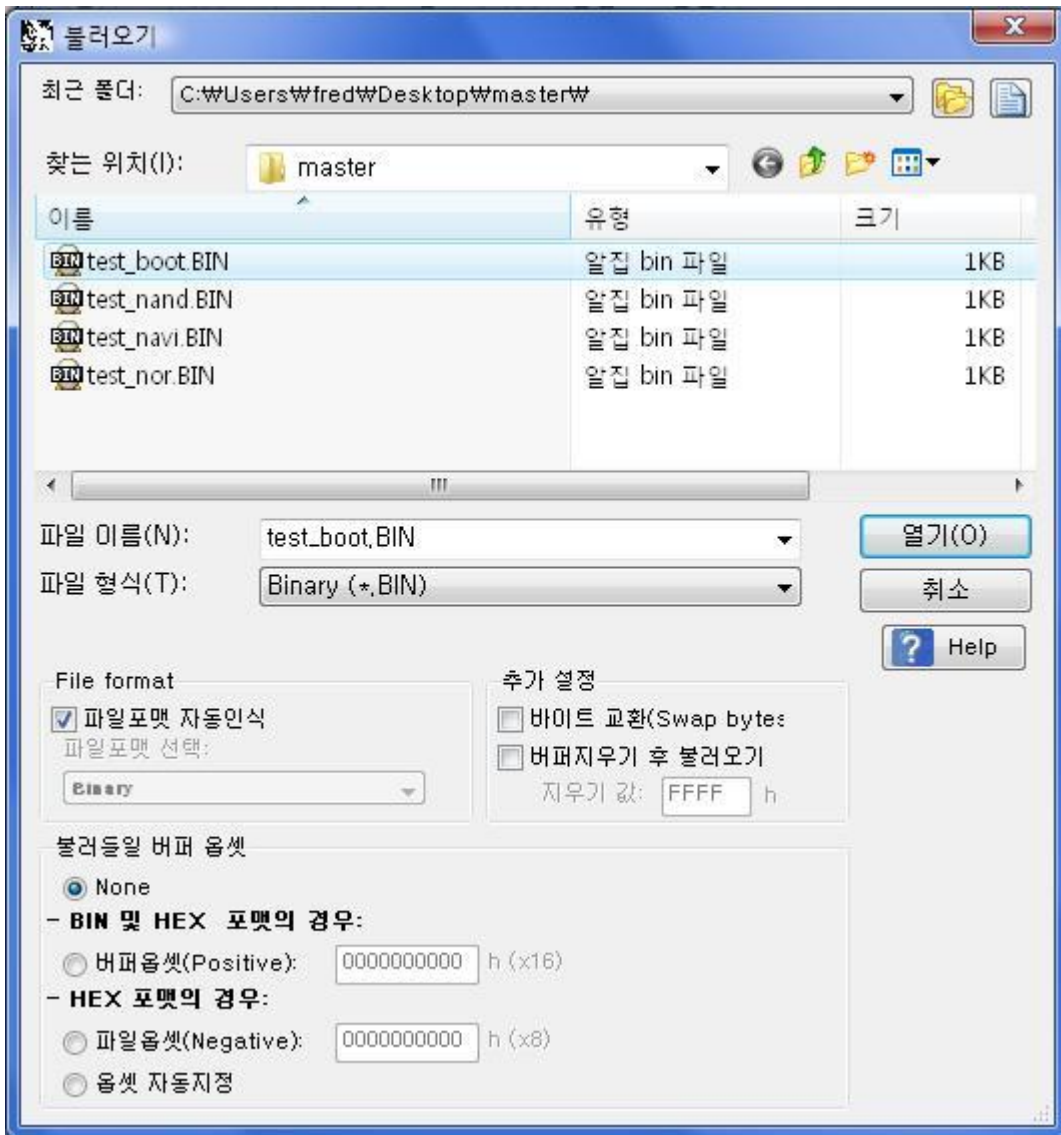 불러오기
최근 폴더: C:₩Users₩fred₩Desktop₩master₩
찾는 위치(I): master
이름 유형 크기
test_boot.BIN 알집 bin 파일 1KB
test_nand.BIN 알집 bin 파일 1KB
test_navi.BIN 알집 bin 파일 1KB
test_nor.BIN 알집 bin 파일 1KB
파일 이름(N): test_boot.BIN 열기(O)
파일 형식(T): Binary (*.BIN) 취소
Help
File format 추가 설정
파일포맷 자동인식 바이트 교환(Swap bytes
파일포맷 선택: 버퍼지우기 후 불러오기
Binary 지우기 값: FFFF h
불러들일 버퍼 옵셋
None
- BIN 및 HEX 포맷의 경우:
버퍼옵셋(Positive): 0000000000 h (x16)
- HEX 포맷의 경우:
파일옵셋(Negative): 0000000000 h (x8)
옵셋 자동지정